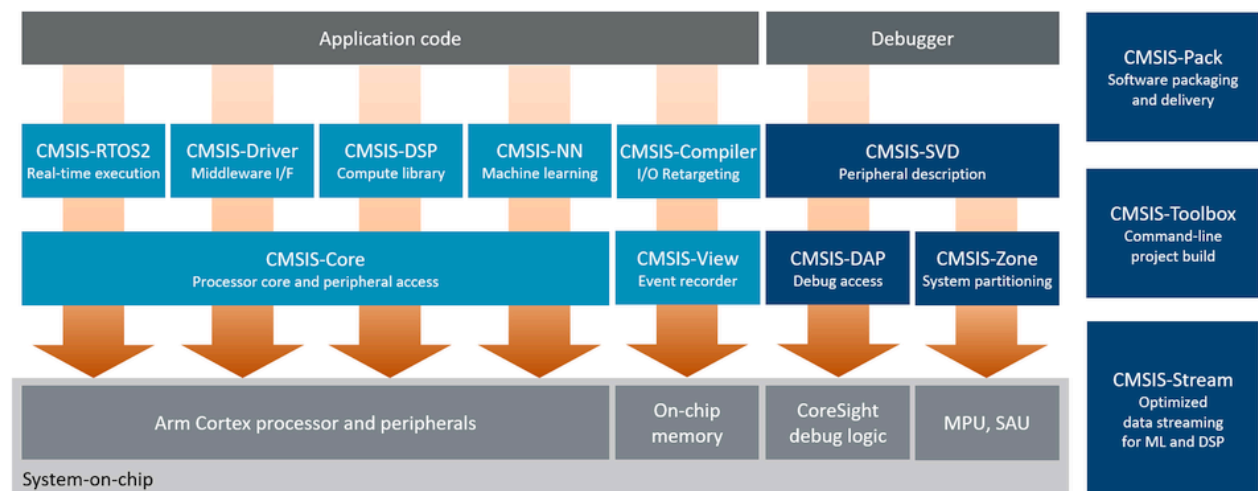 Application code
Debugger
CMSIS-RTOS2
Real-time execution
CMSIS-Driver
Middleware I/F
CMSIS-DSP
Compute library
CMSIS-NN
Machine learning
CMSIS-Compiler
I/O Retargeting
CMSIS-SVD
Peripheral description
CMSIS-Core
Processor core and peripheral access
CMSIS-View
Event recorder
CMSIS-DAP
Debug access
CMSIS-Zone
System partitioning
Arm Cortex processor and peripherals
On-chip
memory
CoreSight
debug logic
MPU, SAU
System-on-chip
CMSIS-Pack
Software packaging
and delivery
CMSIS-Toolbox
Command-line
project build
CMSIS-Stream
Optimized
data streaming
for ML and DSP